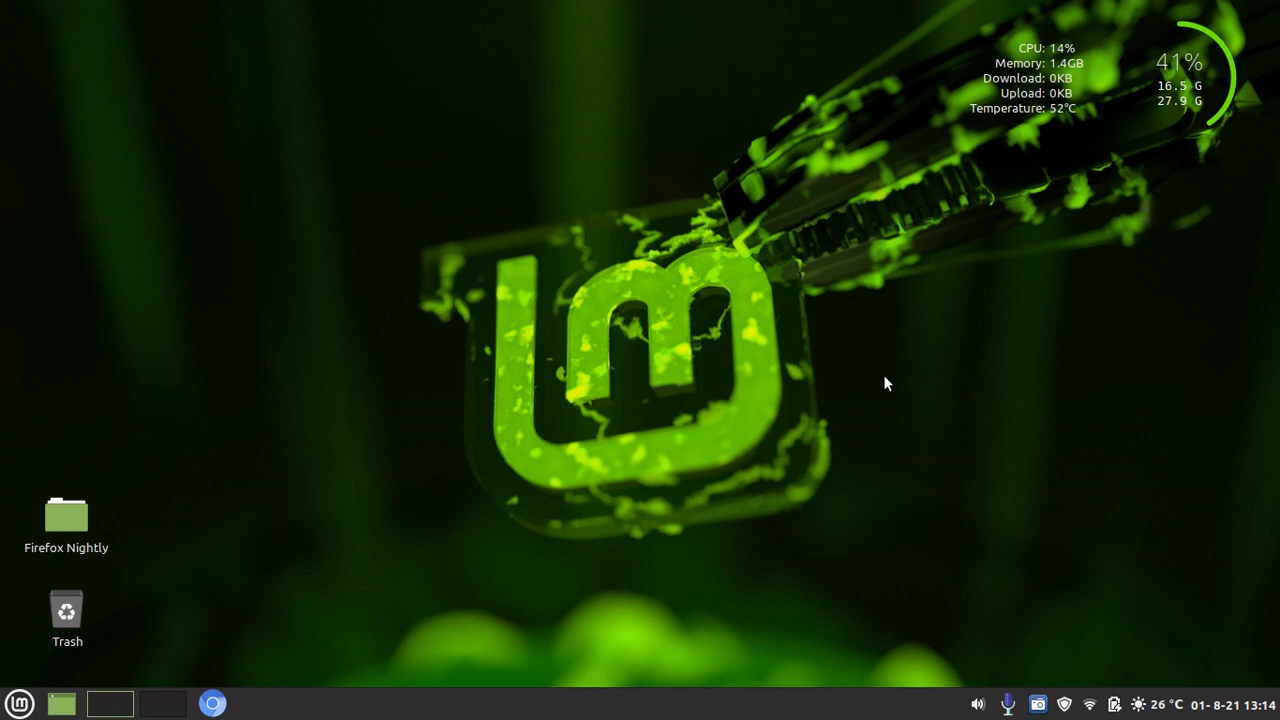 CPU: 14%
Memory: 1.4GB
Download: 0KB
Upload: 0KB
Temperature: 52°C
41%
16.5 G
27.9 G
Firefox Nightly
Trash
26 °C
01- 8-21 13:14